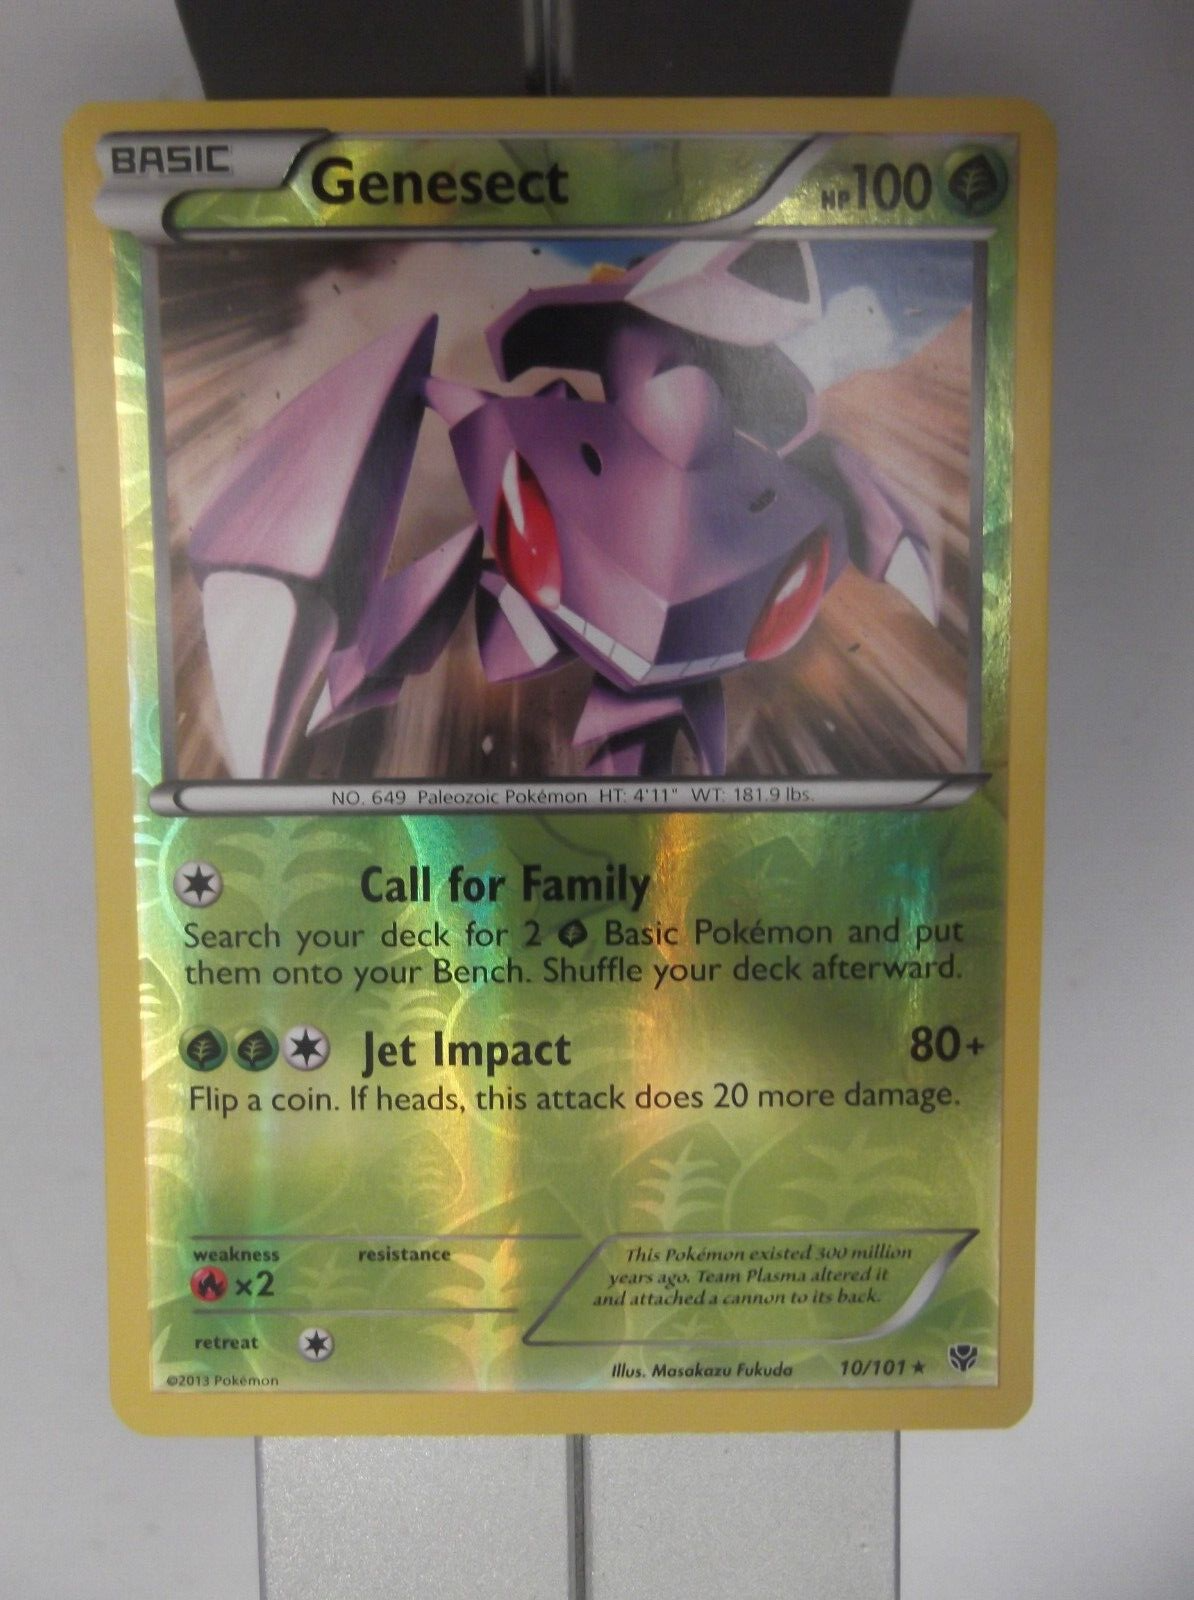 BASIC
Genesect
HP100
NO. 649 Paleozoic Pokémon HT: 4'11" WT: 181.9 lbs.
Call for Family
Search your deck for 2 Basic Pokémon and put
them onto your Bench. Shuffle your deck afterward.
Jet Impact 80+
Flip a coin. If heads, this attack does 20 more damage.
weakness resistance
×2
This Pokémon existed 300 million
years ago. Team Plasma altered it
and attached a cannon to its back.
retreat
Illus. Masakazu Fukuda 10/101 ★
©2013 Pokémon